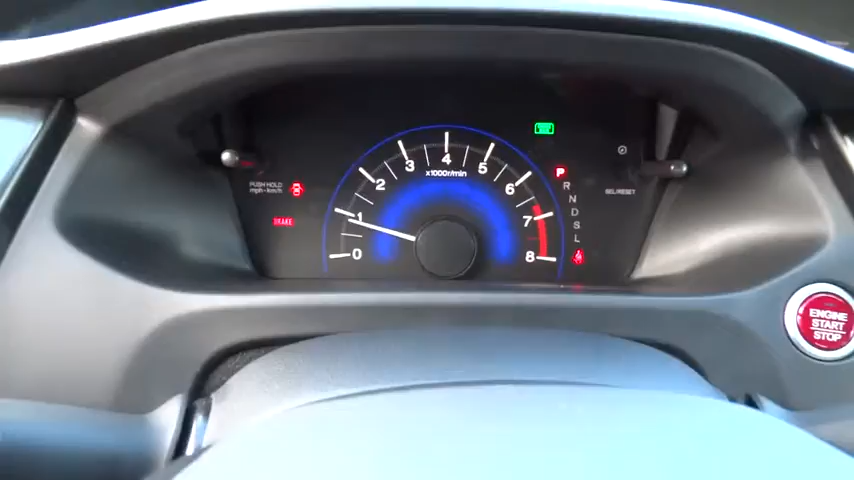 PUSH HOLD
mph↔km/h
BRAKE
0
1
2
3
4
5
6
7
8
x1000r/min
P
R
N
D
S
L
SEL/RESET
ENGINE
START
STOP